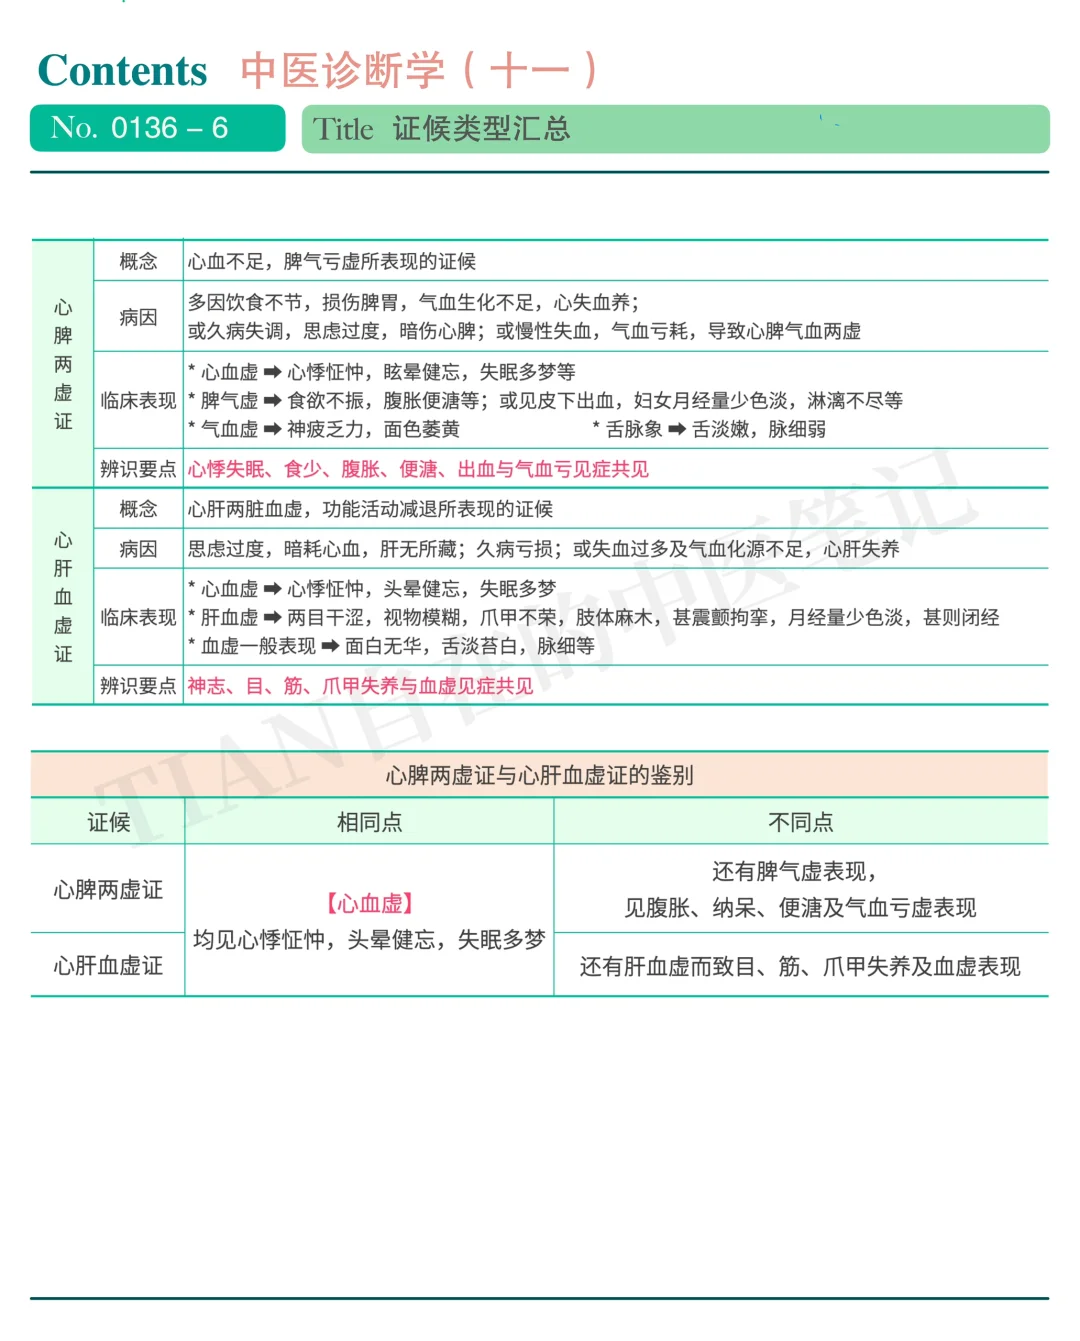 Contents 中医诊断学（十一）
No. 0136 – 6
Title 证候类型汇总
心脾两虚证
概念
心血不足，脾气亏虚所表现的证候
病因
多因饮食不节，损伤脾胃，气血生化不足，心失血养；
或久病失调，思虑过度，暗伤心脾；或慢性失血，气血亏耗，导致心脾气血两虚
临床表现
* 心血虚 ➡ 心悸怔忡，眩晕健忘，失眠多梦等
* 脾气虚 ➡ 食欲不振，腹胀便溏等；或见皮下出血，妇女月经量少色淡，淋漓不尽等
* 气血虚 ➡ 神疲乏力，面色萎黄 * 舌脉象 ➡ 舌淡嫩，脉细弱
辨识要点
心悸失眠、食少、腹胀、便溏、出血与气血亏见症共见
心肝血虚证
概念
心肝两脏血虚，功能活动减退所表现的证候
病因
思虑过度，暗耗心血，肝无所藏；久病亏损；或失血过多及气血化源不足，心肝失养
临床表现
* 心血虚 ➡ 心悸怔忡，头晕健忘，失眠多梦
* 肝血虚 ➡ 两目干涩，视物模糊，爪甲不荣，肢体麻木，甚震颤拘挛，月经量少色淡，甚则闭经
* 血虚一般表现 ➡ 面白无华，舌淡苔白，脉细等
辨识要点
神志、目、筋、爪甲失养与血虚见症共见
心脾两虚证与心肝血虚证的鉴别
证候 相同点 不同点
心脾两虚证
【心血虚】
均见心悸怔忡，头晕健忘，失眠多梦
还有脾气虚表现，
见腹胀、纳呆、便溏及气血亏虚表现
心肝血虚证
还有肝血虚而致目、筋、爪甲失养及血虚表现
TIAN自在的中医笔记